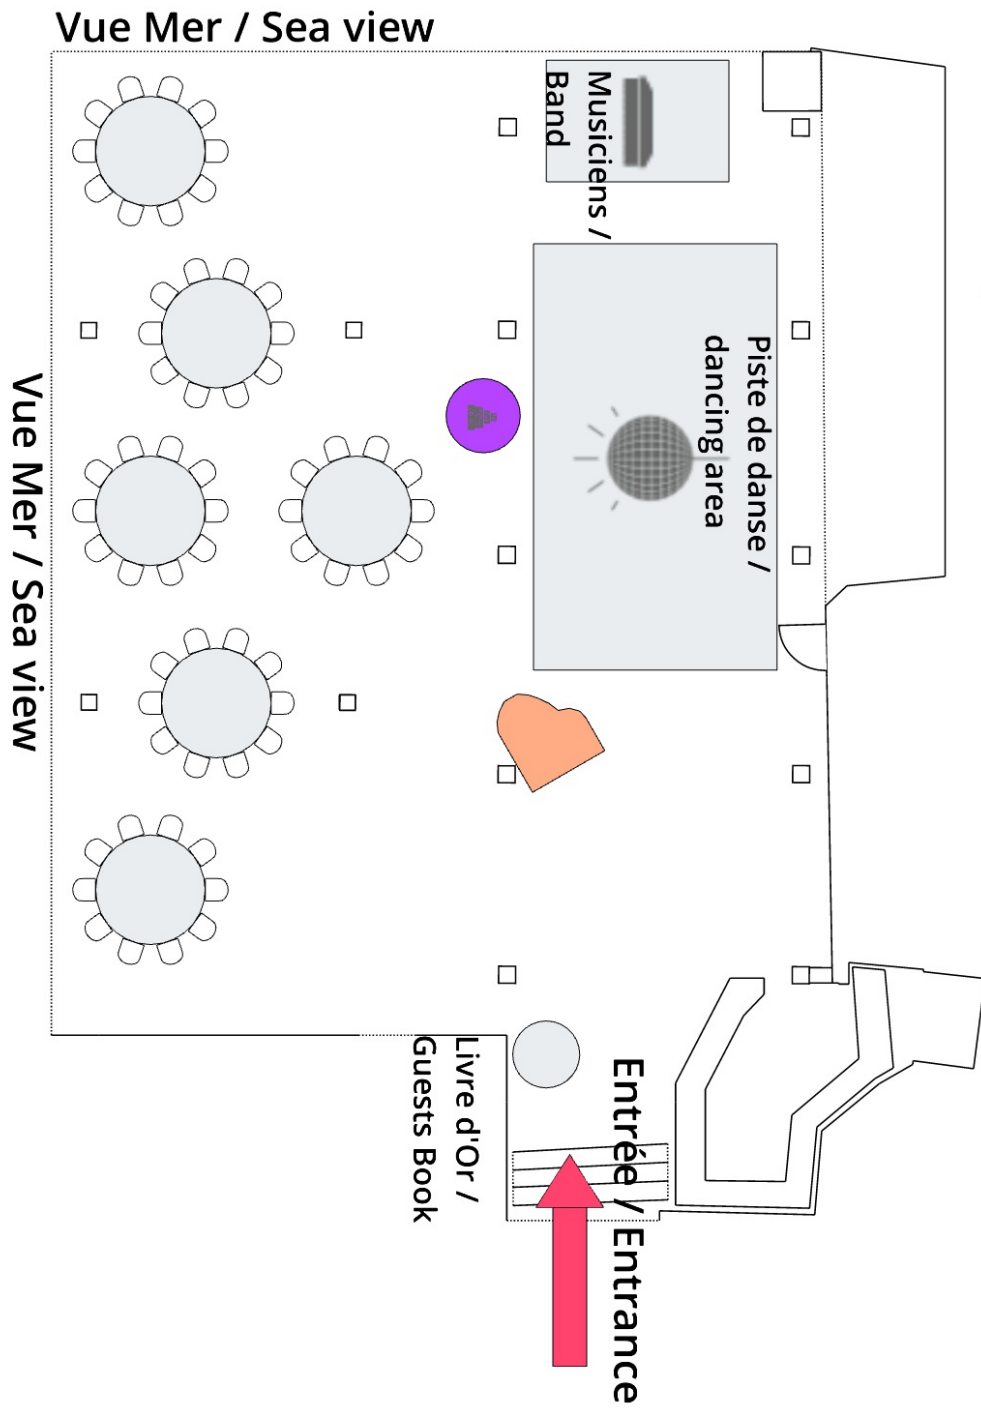 Vue Mer / Sea view
Musiciens /
Band
Piste de danse /
dancing area
Vue Mer / Sea view
Livre d'Or /
Guests Book
Entrée / Entrance